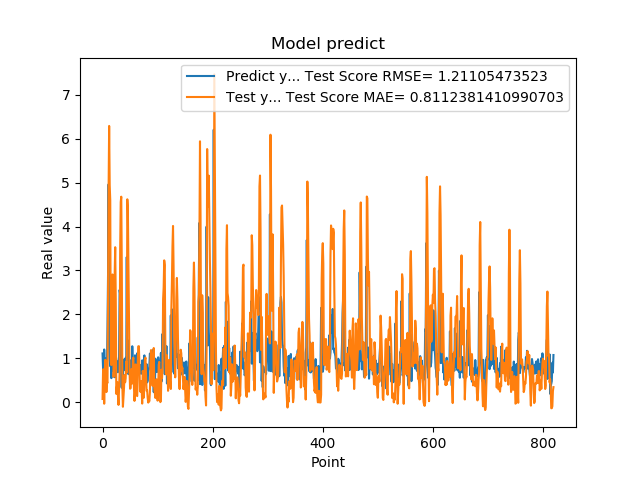 Model predict
Predict y... Test Score RMSE= 1.21105473523
Test y... Test Score MAE= 0.8112381410990703
7
6
5
4
3
2
1
0
Real value
0 200 400 600 800
Point